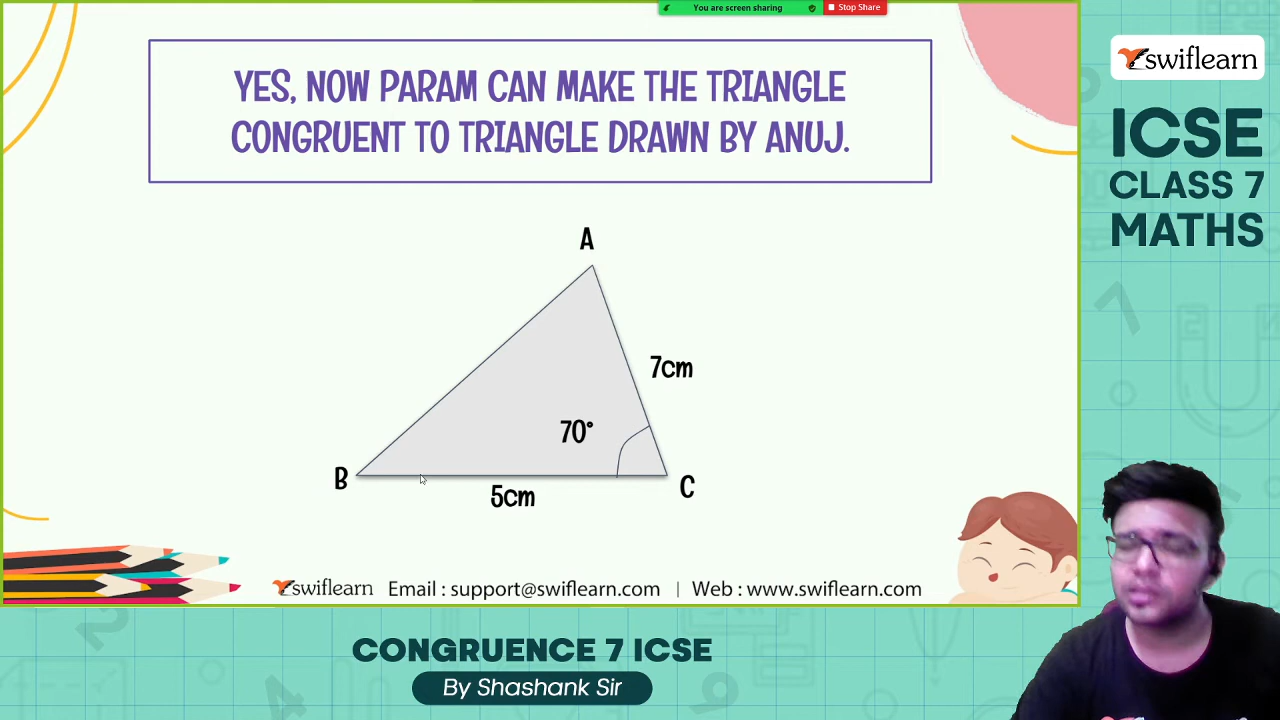 You are screen sharing
Stop Share
YES, NOW PARAM CAN MAKE THE TRIANGLE
CONGRUENT TO TRIANGLE DRAWN BY ANUJ.
A
7cm
70°
B
C
5cm
swiflearn Email : support@swiflearn.com | Web : www.swiflearn.com
swiflearn
ICSE
CLASS 7
MATHS
CONGRUENCE 7 ICSE
By Shashank Sir